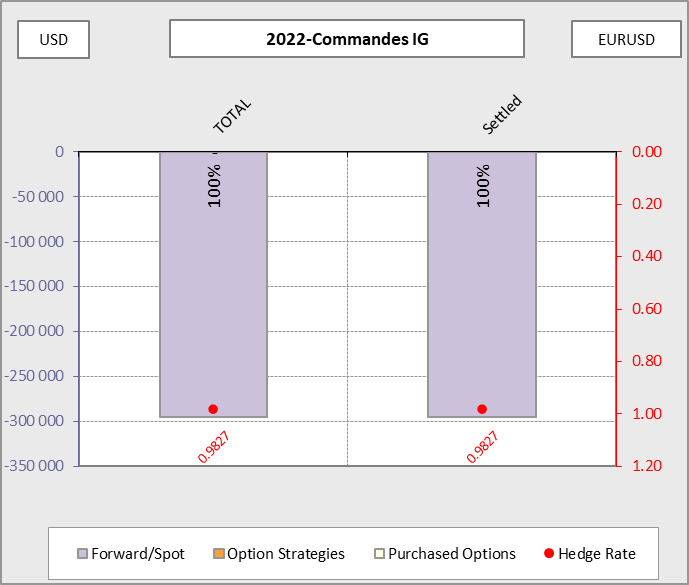 USD
2022-Commandes IG
EURUSD
TOTAL
Settled
0
-50 000
-100 000
-150 000
-200 000
-250 000
-300 000
-350 000
100%
100%
0.9827
0.9827
0.00
0.20
0.40
0.60
0.80
1.00
1.20
Forward/Spot
Option Strategies
Purchased Options
Hedge Rate